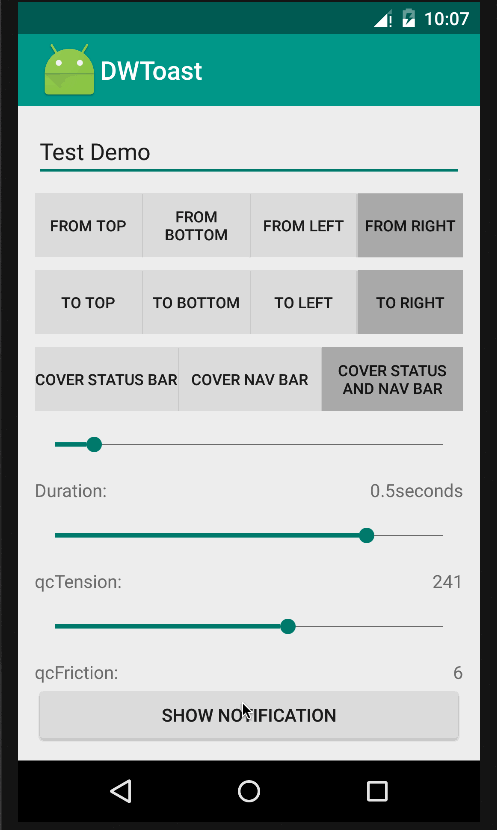 10:07
DWToast
Test Demo
FROM TOP
FROM
BOTTOM
FROM LEFT
FROM RIGHT
TO TOP
TO BOTTOM
TO LEFT
TO RIGHT
COVER STATUS BAR
COVER NAV BAR
COVER STATUS
AND NAV BAR
Duration:
0.5seconds
qcTension:
241
qcFriction:
6
SHOW NOTIFICATION